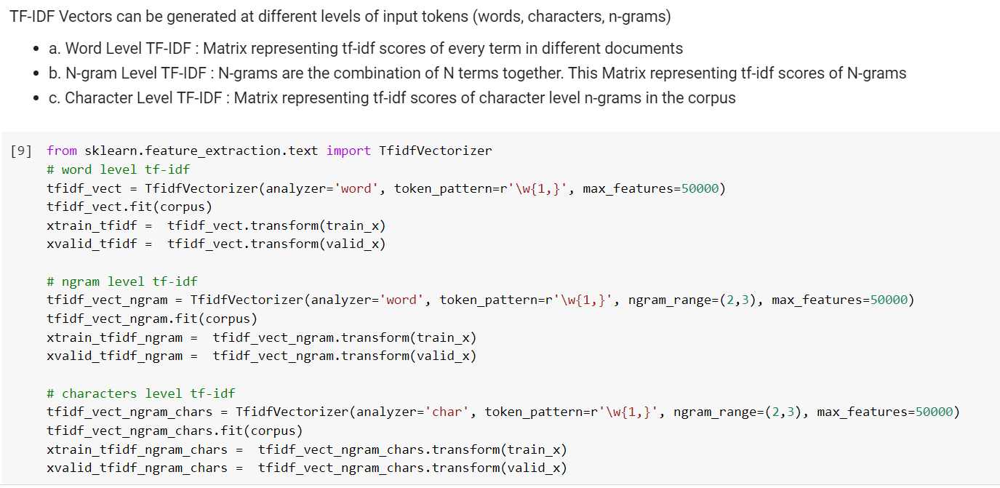 TF-IDF Vectors can be generated at different levels of input tokens (words, characters, n-grams)
• a. Word Level TF-IDF : Matrix representing tf-idf scores of every term in different documents
• b. N-gram Level TF-IDF : N-grams are the combination of N terms together. This Matrix representing tf-idf scores of N-grams
• c. Character Level TF-IDF : Matrix representing tf-idf scores of character level n-grams in the corpus
[9] from sklearn.feature_extraction.text import TfidfVectorizer
# word level tf-idf
tfidf_vect = TfidfVectorizer(analyzer='word', token_pattern=r'\w{1,}', max_features=50000)
tfidf_vect.fit(corpus)
xtrain_tfidf =  tfidf_vect.transform(train_x)
xvalid_tfidf =  tfidf_vect.transform(valid_x)
# ngram level tf-idf
tfidf_vect_ngram = TfidfVectorizer(analyzer='word', token_pattern=r'\w{1,}', ngram_range=(2,3), max_features=50000)
tfidf_vect_ngram.fit(corpus)
xtrain_tfidf_ngram =  tfidf_vect_ngram.transform(train_x)
xvalid_tfidf_ngram =  tfidf_vect_ngram.transform(valid_x)
# characters level tf-idf
tfidf_vect_ngram_chars = TfidfVectorizer(analyzer='char', token_pattern=r'\w{1,}', ngram_range=(2,3), max_features=50000)
tfidf_vect_ngram_chars.fit(corpus)
xtrain_tfidf_ngram_chars =  tfidf_vect_ngram_chars.transform(train_x)
xvalid_tfidf_ngram_chars =  tfidf_vect_ngram_chars.transform(valid_x)